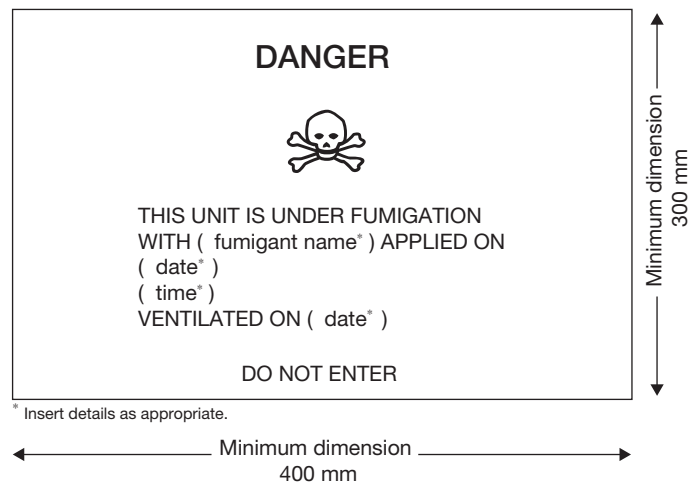 DANGER
THIS UNIT IS UNDER FUMIGATION
WITH ( fumigant name* ) APPLIED ON
( date* )
( time* )
VENTILATED ON ( date* )
DO NOT ENTER
* Insert details as appropriate.
Minimum dimension
400 mm
Minimum dimension
300 mm